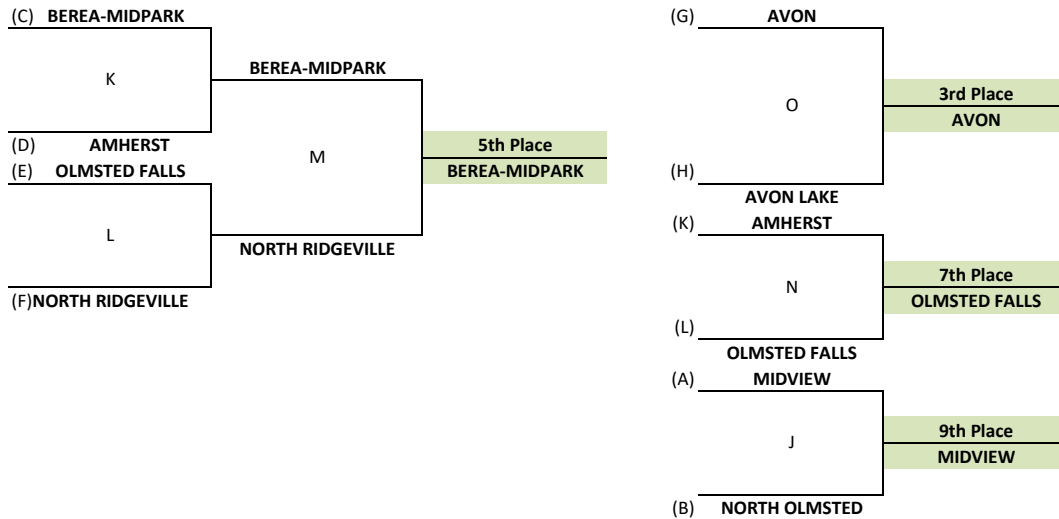 (C) BEREA-MIDPARK
K
BEREA-MIDPARK
(D) AMHERST
(E) OLMSTED FALLS
M
5th Place
BEREA-MIDPARK
L
NORTH RIDGEVILLE
(F) NORTH RIDGEVILLE
(G) AVON
O
3rd Place
AVON
(H)
AVON LAKE
(K) AMHERST
N
7th Place
OLMSTED FALLS
(L)
OLMSTED FALLS
(A) MIDVIEW
J
9th Place
MIDVIEW
(B) NORTH OLMSTED